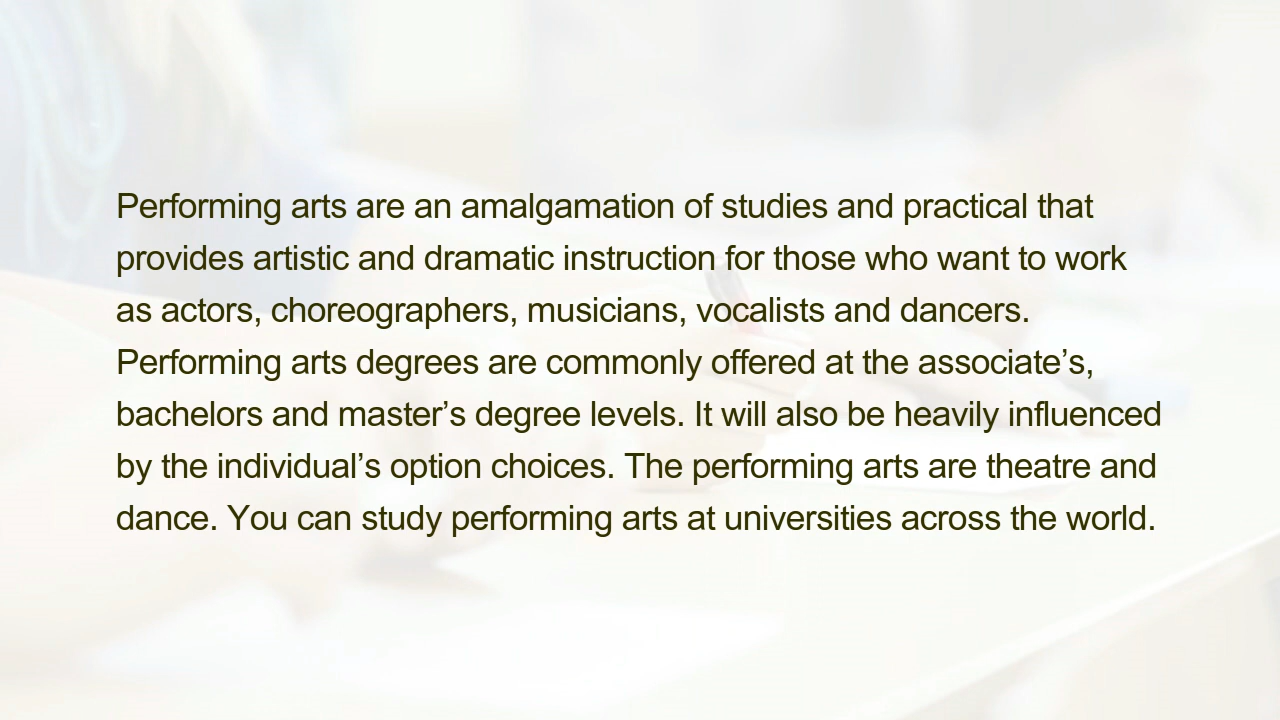 Performing arts are an amalgamation of studies and practical that
provides artistic and dramatic instruction for those who want to work
as actors, choreographers, musicians, vocalists and dancers.
Performing arts degrees are commonly offered at the associate’s,
bachelors and master’s degree levels. It will also be heavily influenced
by the individual’s option choices. The performing arts are theatre and
dance. You can study performing arts at universities across the world.